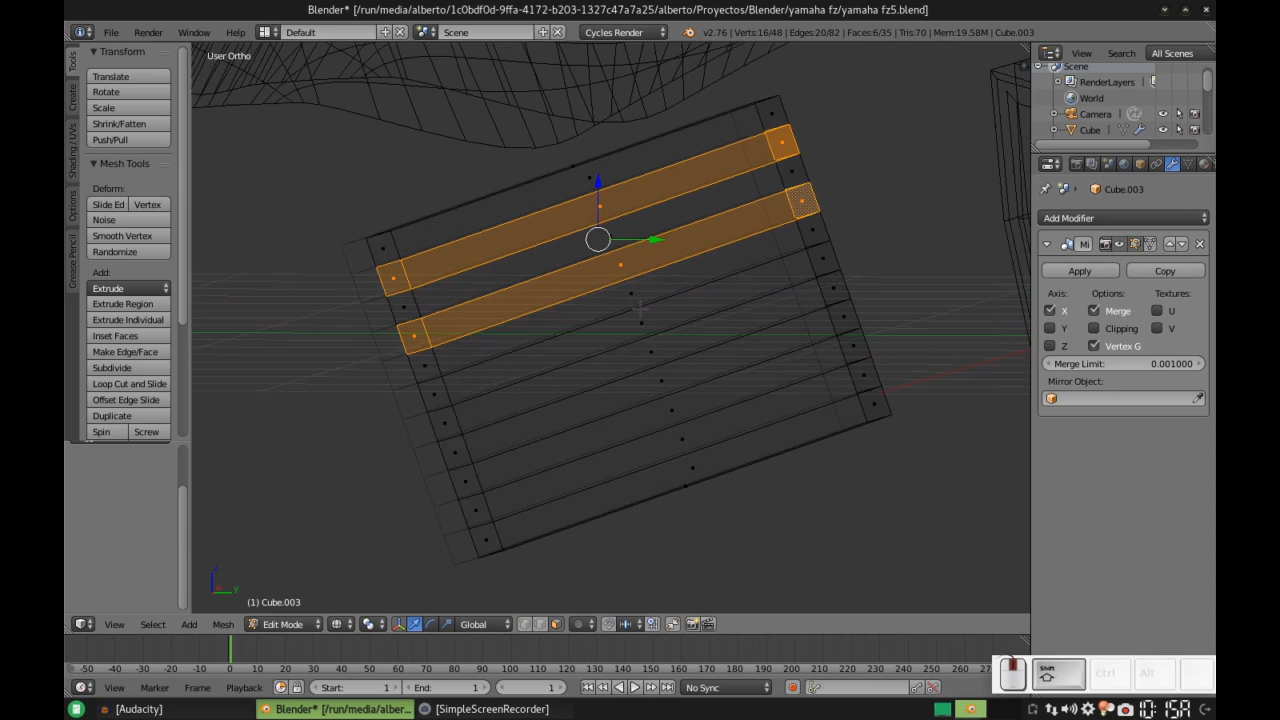 Blender* [/run/media/alberto/1c0bdf0d-9ffa-4172-b203-1327c47a7a25/alberto/Proyectos/Blender/yamaha fz/yamaha fz5.blend]
File Render Window Help Default Scene Cycles Render v2.76 | Verts:16/48 | Edges:20/82 | Faces:6/35 | Tris:70 | Mem:19.58M | Cube.003
Tools
Create
Shading / UVs
Options
Grease Pencil
Transform
Translate
Rotate
Scale
Shrink/Fatten
Push/Pull
Mesh Tools
Deform:
Slide Ed Vertex
Noise
Smooth Vertex
Randomize
Add:
Extrude
Extrude Region
Extrude Individual
Inset Faces
Make Edge/Face
Subdivide
Loop Cut and Slide
Offset Edge Slide
Duplicate
Spin Screw
User Ortho
z
y
(1) Cube.003
View Search All Scenes
Scene
RenderLayers
World
Camera
Cube
Cube.003
Add Modifier
Mi
Apply Copy
Axis: Options: Textures:
X Merge U
Y Clipping V
Z Vertex G
Merge Limit: 0.001000
Mirror Object:
View Select Add Mesh Edit Mode Global
-50 -40 -30 -20 -10 0 10 20 30 40 50 60 70 80 90 100 110 120 130 140 150 160 170 180 190 200 210 220 230 240 250 260
View Marker Frame Playback Start: 1 End: 1 1 No Sync
Shift Ctrl Alt
[Audacity] Blender* [/run/media/alber... [SimpleScreenRecorder]